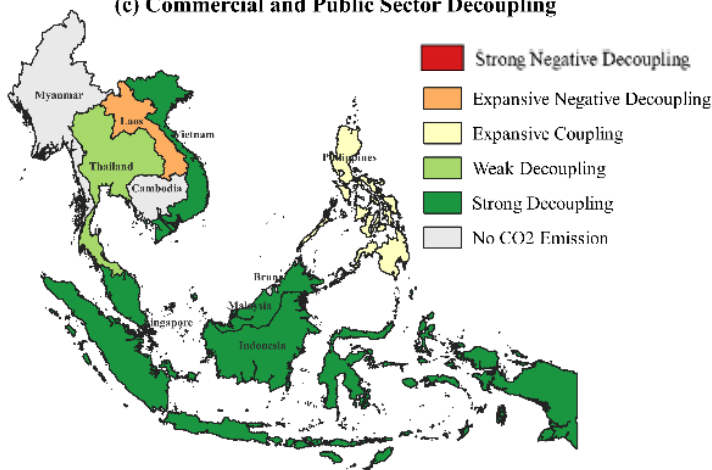 (c) Commercial and Public Sector Decoupling
Strong Negative Decoupling
Expansive Negative Decoupling
Expansive Coupling
Weak Decoupling
Strong Decoupling
No CO2 Emission
Myanmar
Laos
Vietnam
Thailand
Cambodia
Philippines
Brun
Malaysia
Singapore
Indonesia